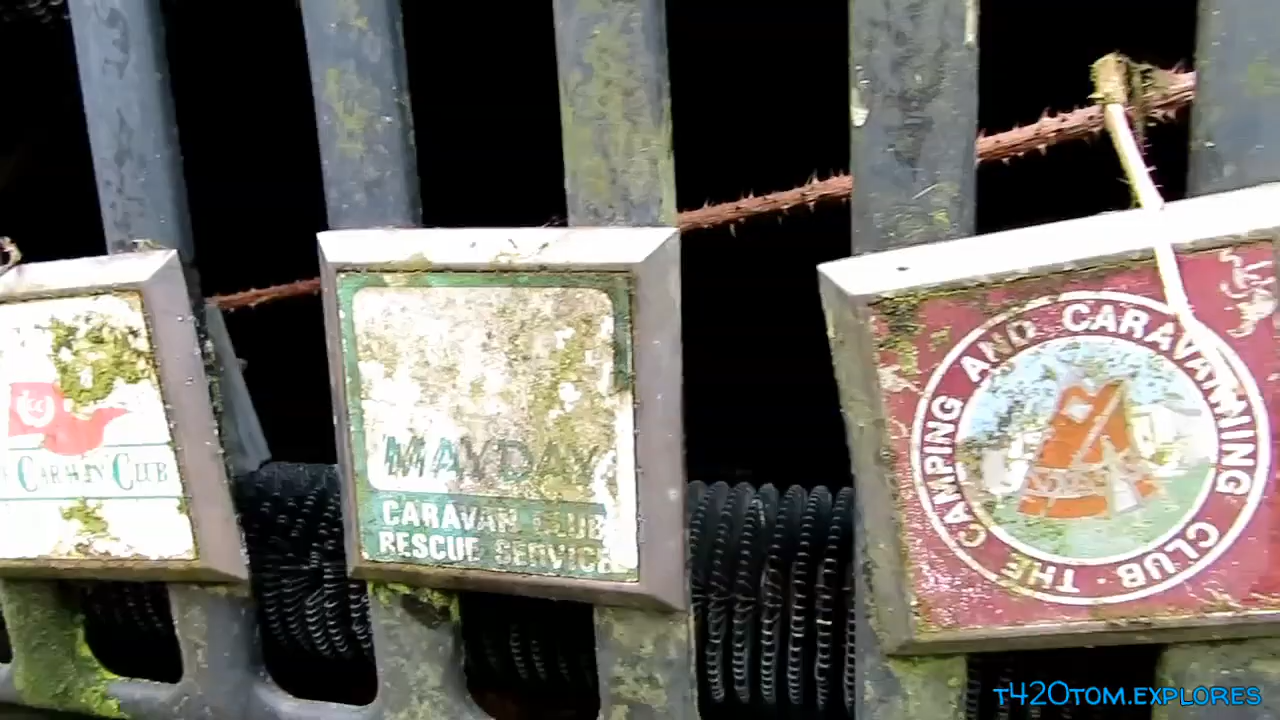 CARAVAN CLUB
MAYDAY
CARAVAN CLUB
RESCUE SERVICE
THE CAMPING AND CARAVANNING CLUB ·
T420TOM.EXPLORES